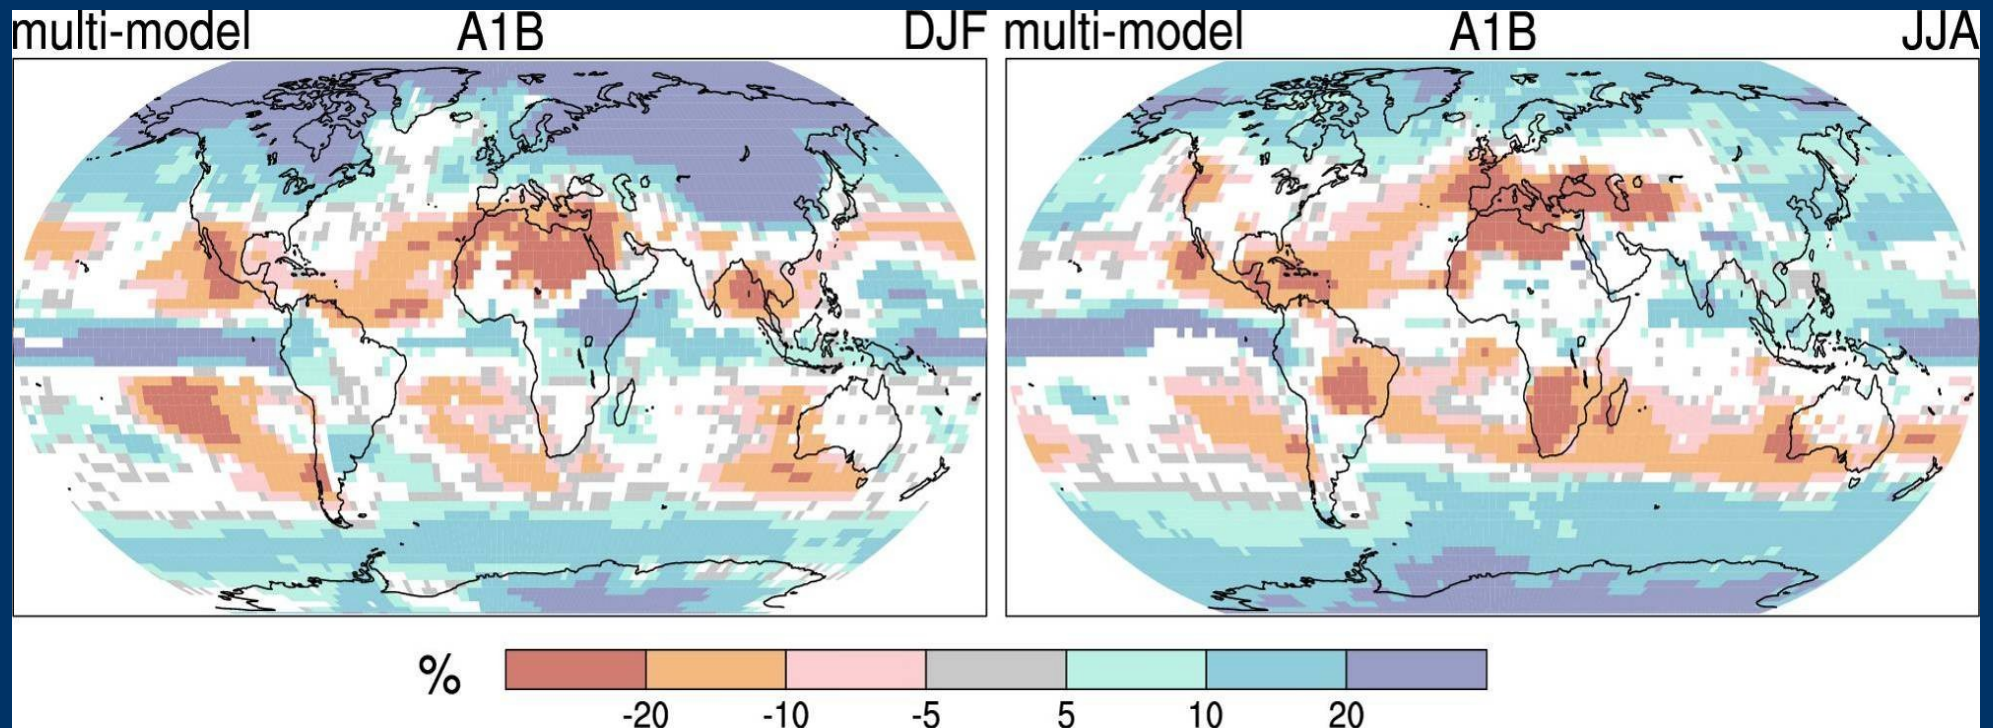 multi-model A1B DJF
multi-model A1B JJA
%
-20 -10 -5 5 10 20